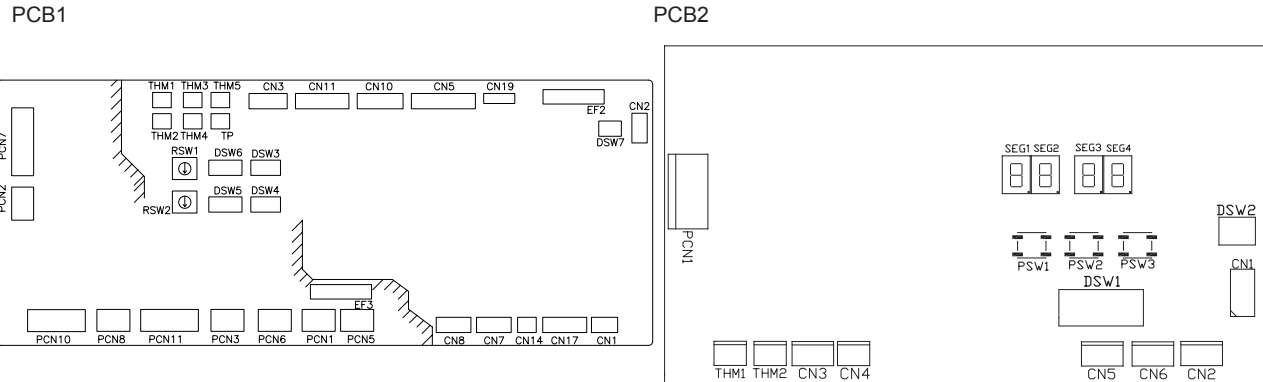 PCB1 PCB2
THM1 THM3 THM5 CN3 CN11 CN10 CN5 CN19
EF2 CN2
THM2 THM4 TP
DSW7
PCN7
RSW1 DSW6 DSW3
PCN2
DSW5 DSW4
RSW2
EF3
PCN10 PCN8 PCN11 PCN3 PCN6 PCN1 PCN5 CN8 CN7 CN14 CN17 CN1
SEG1 SEG2 SEG3 SEG4
DSW2
PCN1
PSW1 PSW2 PSW3
CN1
DSW1
THM1 THM2 CN3 CN4 CN5 CN6 CN2